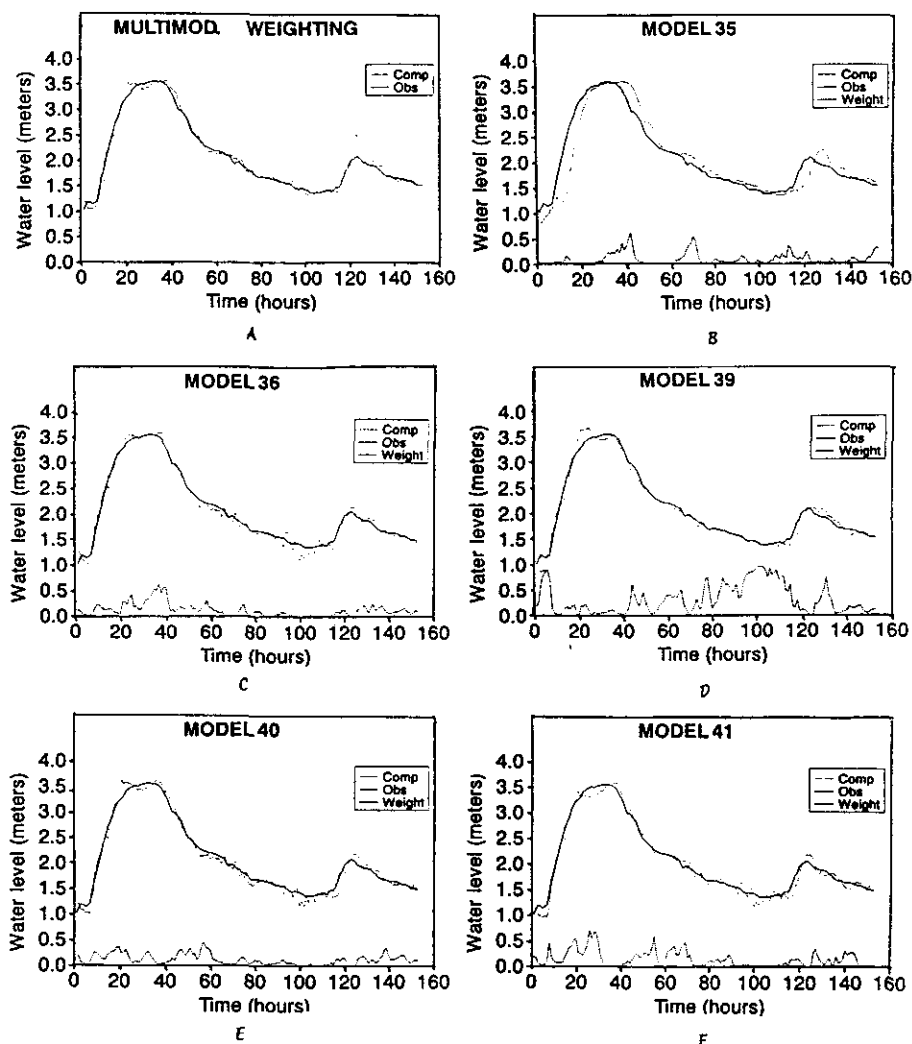 MULTIMOD. WEIGHTING
Comp
Obs
Water level (meters)
4.0
3.5
3.0
2.5
2.0
1.5
1.0
0.5
0.0
0 20 40 60 80 100 120 140 160
Time (hours)
A
MODEL 35
Comp
Obs
Weight
Water level (meters)
4.0
3.5
3.0
2.5
2.0
1.5
1.0
0.5
0.0
0 20 40 60 80 100 120 140 160
Time (hours)
B
MODEL 36
Comp
Obs
Weight
Water level (meters)
4.0
3.5
3.0
2.5
2.0
1.5
1.0
0.5
0.0
0 20 40 60 80 100 120 140 160
Time (hours)
C
MODEL 39
Comp
Obs
Weight
Water level (meters)
4.0
3.5
3.0
2.5
2.0
1.5
1.0
0.5
0.0
0 20 40 60 80 100 120 140 160
Time (hours)
D
MODEL 40
Comp
Obs
Weight
Water level (meters)
4.0
3.5
3.0
2.5
2.0
1.5
1.0
0.5
0.0
0 20 40 60 80 100 120 140 160
Time (hours)
E
MODEL 41
Comp
Obs
Weight
Water level (meters)
4.0
3.5
3.0
2.5
2.0
1.5
1.0
0.5
0.0
0 20 40 60 80 100 120 140 160
Time (hours)
F